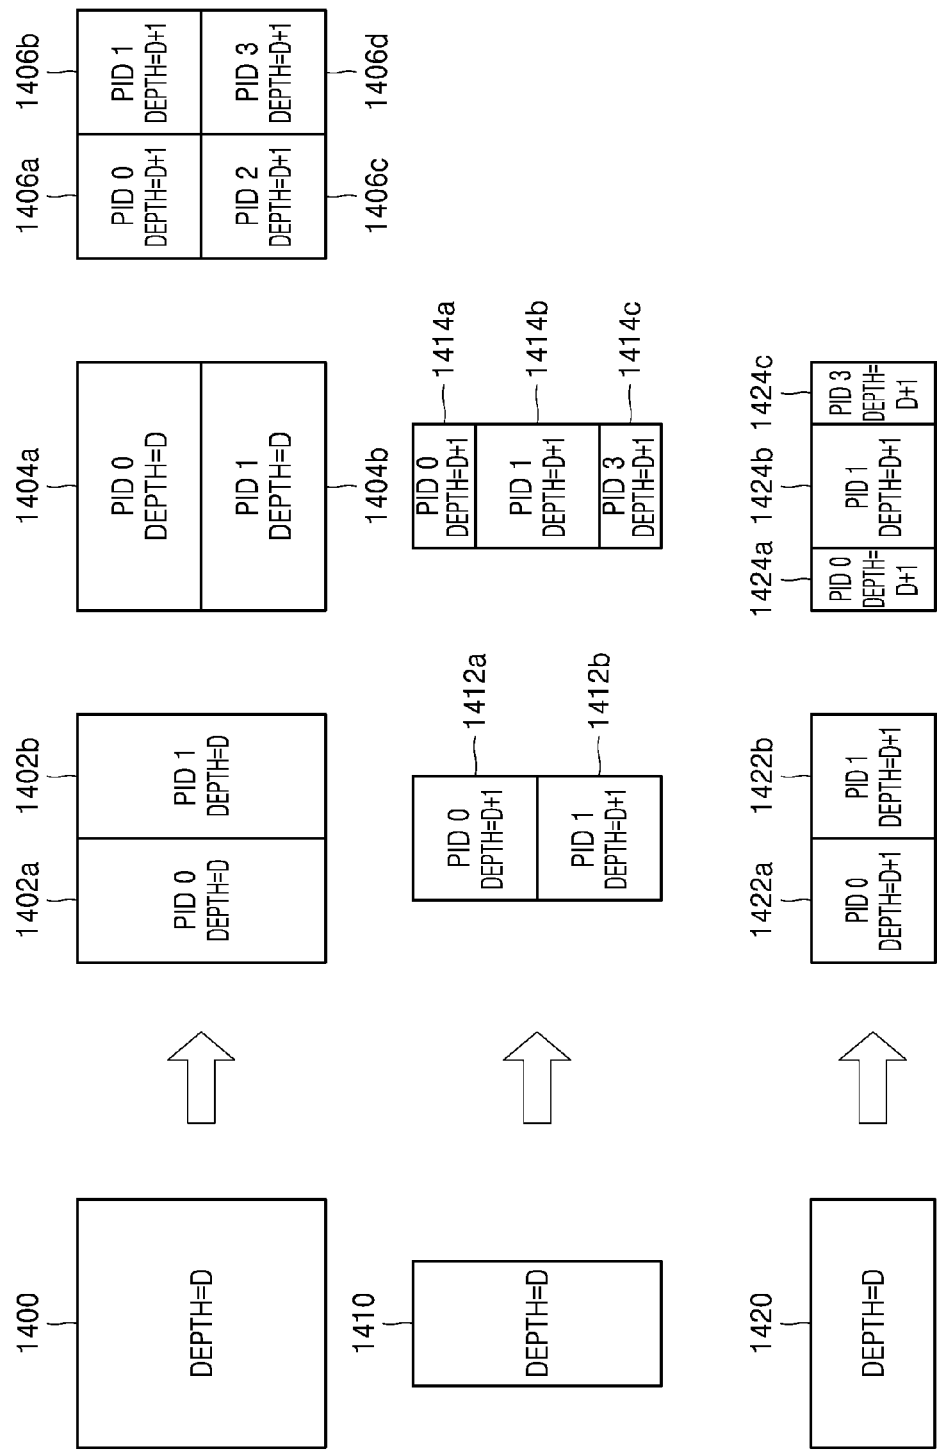 1400
DEPTH=D
1402a
1402b
PID 0
DEPTH=D
PID 1
DEPTH=D
1404a
PID 0
DEPTH=D
PID 1
DEPTH=D
1404b
1406a
1406b
PID 0
DEPTH=D+1
PID 1
DEPTH=D+1
PID 2
DEPTH=D+1
PID 3
DEPTH=D+1
1406c
1406d
1410
DEPTH=D
PID 0
DEPTH=D+1
1412a
PID 1
DEPTH=D+1
1412b
PID 0
DEPTH=D+1
1414a
PID 1
DEPTH=D+1
1414b
PID 3
DEPTH=D+1
1414c
1420
DEPTH=D
1422a
1422b
PID 0
DEPTH=D+1
PID 1
DEPTH=D+1
1424a
1424b
1424c
PID 0
DEPTH=
D+1
PID 1
DEPTH=D+1
PID 3
DEPTH=
D+1